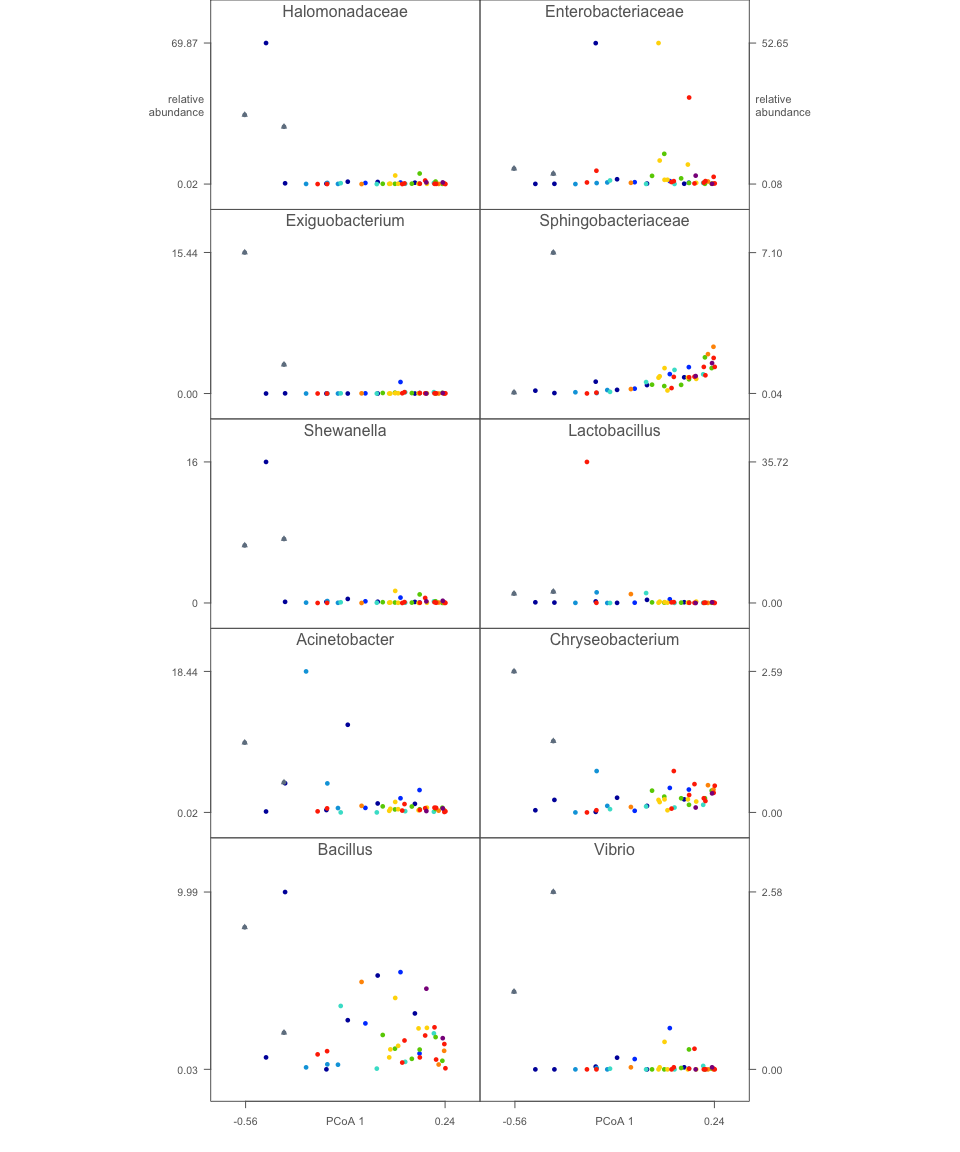 Halomonadaceae Enterobacteriaceae
69.87 52.65
relative relative
abundance abundance
0.02 0.08
Exiguobacterium Sphingobacteriaceae
15.44 7.10
0.00 0.04
Shewanella Lactobacillus
16 35.72
0 0.00
Acinetobacter Chryseobacterium
18.44 2.59
0.02 0.00
Bacillus Vibrio
9.99 2.58
0.03 0.00
-0.56 PCoA 1 0.24 -0.56 PCoA 1 0.24